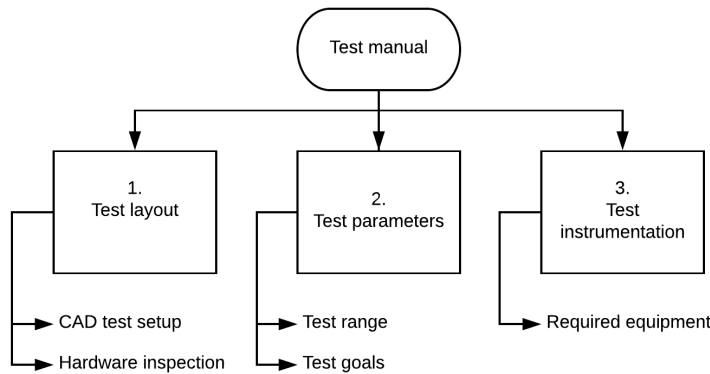 Test manual
1.
Test layout
2.
Test parameters
3.
Test
instrumentation
CAD test setup
Hardware inspection
Test range
Test goals
Required equipment